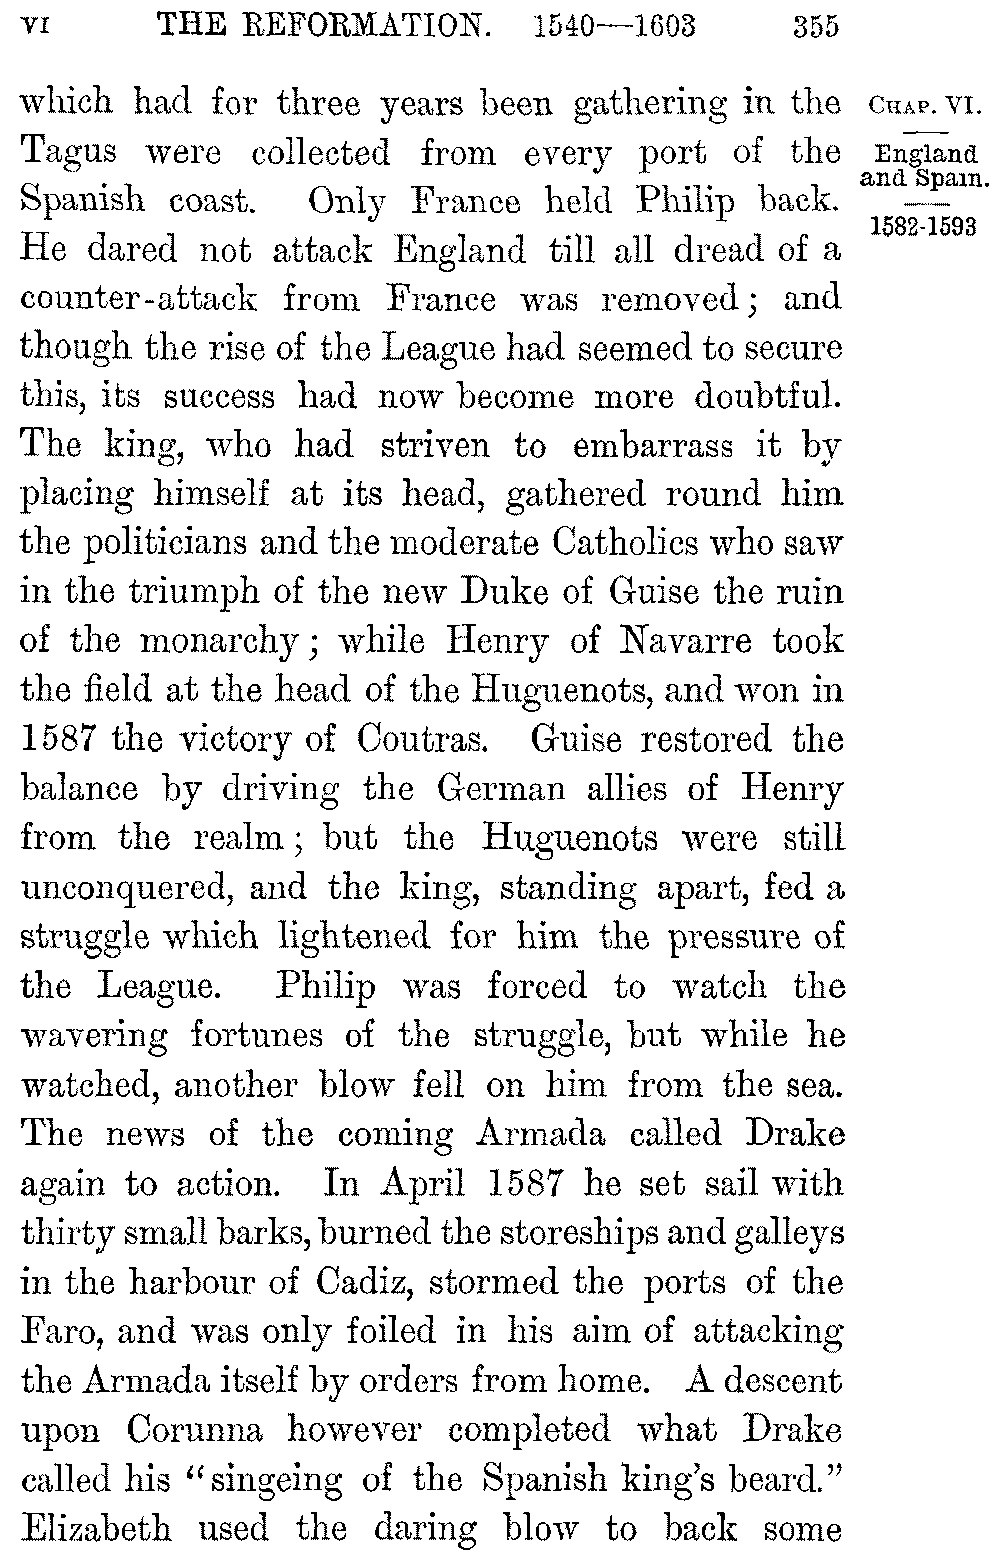 VI THE REFORMATION. 1540—1603 355
which had for three years been gathering in the
Tagus were collected from every port of the
Spanish coast. Only France held Philip back.
He dared not attack England till all dread of a
counter-attack from France was removed; and
though the rise of the League had seemed to secure
this, its success had now become more doubtful.
The king, who had striven to embarrass it by
placing himself at its head, gathered round him
the politicians and the moderate Catholics who saw
in the triumph of the new Duke of Guise the ruin
of the monarchy; while Henry of Navarre took
the field at the head of the Huguenots, and won in
1587 the victory of Coutras. Guise restored the
balance by driving the German allies of Henry
from the realm; but the Huguenots were still
unconquered, and the king, standing apart, fed a
struggle which lightened for him the pressure of
the League. Philip was forced to watch the
wavering fortunes of the struggle, but while he
watched, another blow fell on him from the sea.
The news of the coming Armada called Drake
again to action. In April 1587 he set sail with
thirty small barks, burned the storeships and galleys
in the harbour of Cadiz, stormed the ports of the
Faro, and was only foiled in his aim of attacking
the Armada itself by orders from home. A descent
upon Corunna however completed what Drake
called his "singeing of the Spanish king's beard."
Elizabeth used the daring blow to back some
CHAP. VI.
England
and Spain.
1582-1593